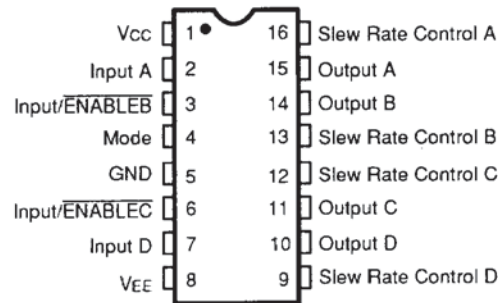 Vcc 1 16 Slew Rate Control A
Input A 2 15 Output A
Input/ENABLEB 3 14 Output B
Mode 4 13 Slew Rate Control B
GND 5 12 Slew Rate Control C
Input/ENABLEC 6 11 Output C
Input D 7 10 Output D
VEE 8 9 Slew Rate Control D